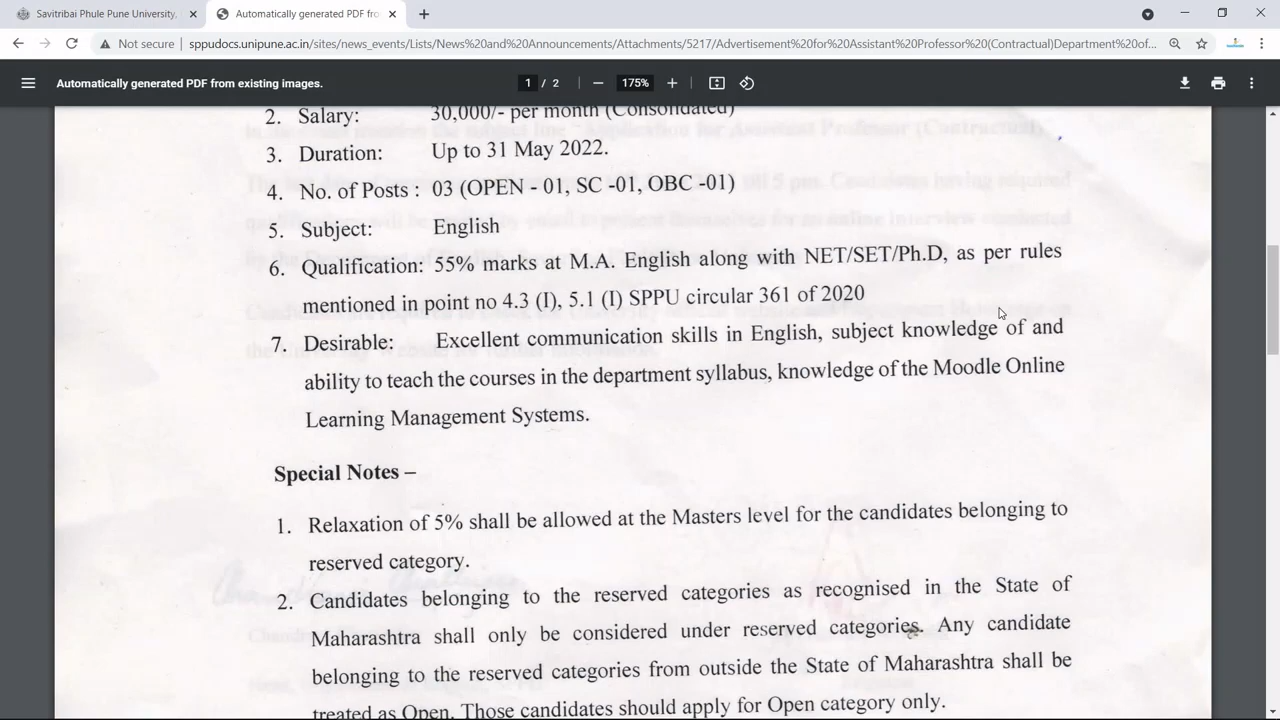 Savitribai Phule Pune University,
Automatically generated PDF fro
Not secure
sppudocs.unipune.ac.in/sites/news_events/Lists/News%20and%20Announcements/Attachments/5217/Advertisement%20for%20Assistant%20Professor%20(Contractual)Department%20of...
Automatically generated PDF from existing images.
1 / 2
175%
2. Salary: 30,000/- per month (Consolidated)
3. Duration: Up to 31 May 2022.
4. No. of Posts : 03 (OPEN - 01, SC -01, OBC -01)
5. Subject: English
6. Qualification: 55% marks at M.A. English along with NET/SET/Ph.D, as per rules
mentioned in point no 4.3 (I), 5.1 (I) SPPU circular 361 of 2020
7. Desirable: Excellent communication skills in English, subject knowledge of and
ability to teach the courses in the department syllabus, knowledge of the Moodle Online
Learning Management Systems.
Special Notes –
1. Relaxation of 5% shall be allowed at the Masters level for the candidates belonging to
reserved category.
2. Candidates belonging to the reserved categories as recognised in the State of
Maharashtra shall only be considered under reserved categories. Any candidate
belonging to the reserved categories from outside the State of Maharashtra shall be
treated as Open. Those candidates should apply for Open category only.